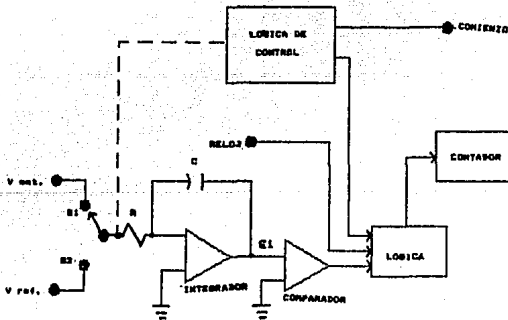 LOGICA DE
CONTROL
COMIENZO
RELOJ
CONTADOR
C
V ent.
S1
R
E1
LOGICA
S2
INTEGRADOR
COMPARADOR
V ref.